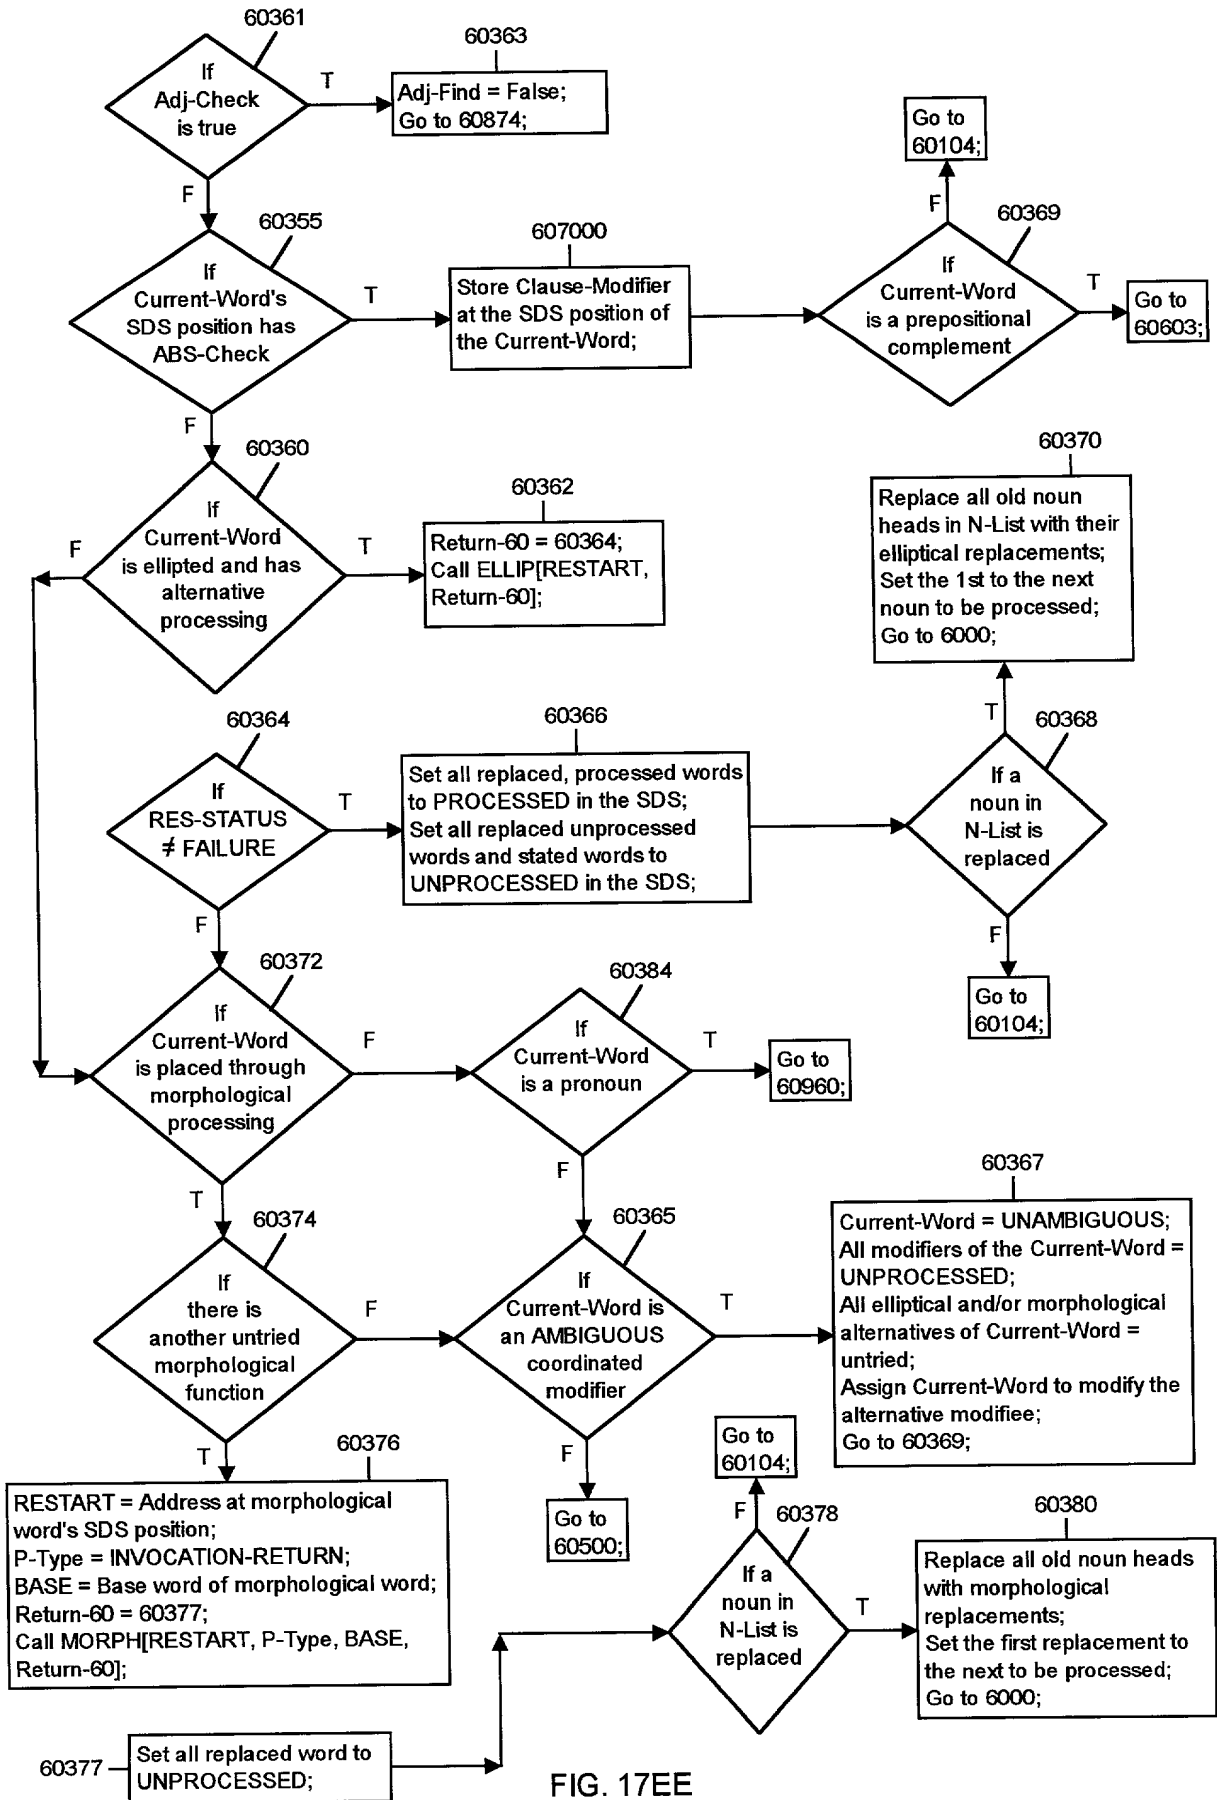 60361
If
Adj-Check
is true
T
F
60363
Adj-Find = False;
Go to 60874;
60355
If
Current-Word's
SDS position has
ABS-Check
T
F
607000
Store Clause-Modifier
at the SDS position of
the Current-Word;
Go to
60104;
F
60369
If
Current-Word
is a prepositional
complement
T
Go to
60603;
60360
If
Current-Word
is ellipted and has
alternative
processing
F
T
60362
Return-60 = 60364;
Call ELLIP[RESTART,
Return-60];
60370
Replace all old noun
heads in N-List with their
elliptical replacements;
Set the 1st to the next
noun to be processed;
Go to 6000;
60364
If
RES-STATUS
≠ FAILURE
T
F
60366
Set all replaced, processed words
to PROCESSED in the SDS;
Set all replaced unprocessed
words and stated words to
UNPROCESSED in the SDS;
T
60368
If a
noun in
N-List is
replaced
F
Go to
60104;
60372
If
Current-Word
is placed through
morphological
processing
F
T
60384
If
Current-Word
is a pronoun
T
F
Go to
60960;
60374
If
there is
another untried
morphological
function
F
T
60365
If
Current-Word is
an AMBIGUOUS
coordinated
modifier
T
F
Go to
60500;
60367
Current-Word = UNAMBIGUOUS;
All modifiers of the Current-Word =
UNPROCESSED;
All elliptical and/or morphological
alternatives of Current-Word =
untried;
Assign Current-Word to modify the
alternative modifiee;
Go to 60369;
60376
RESTART = Address at morphological
word's SDS position;
P-Type = INVOCATION-RETURN;
BASE = Base word of morphological word;
Return-60 = 60377;
Call MORPH[RESTART, P-Type, BASE,
Return-60];
Go to
60104;
F
60378
If a
noun in
N-List is
replaced
T
60380
Replace all old noun heads
with morphological
replacements;
Set the first replacement to
the next to be processed;
Go to 6000;
60377
Set all replaced word to
UNPROCESSED;
FIG. 17EE